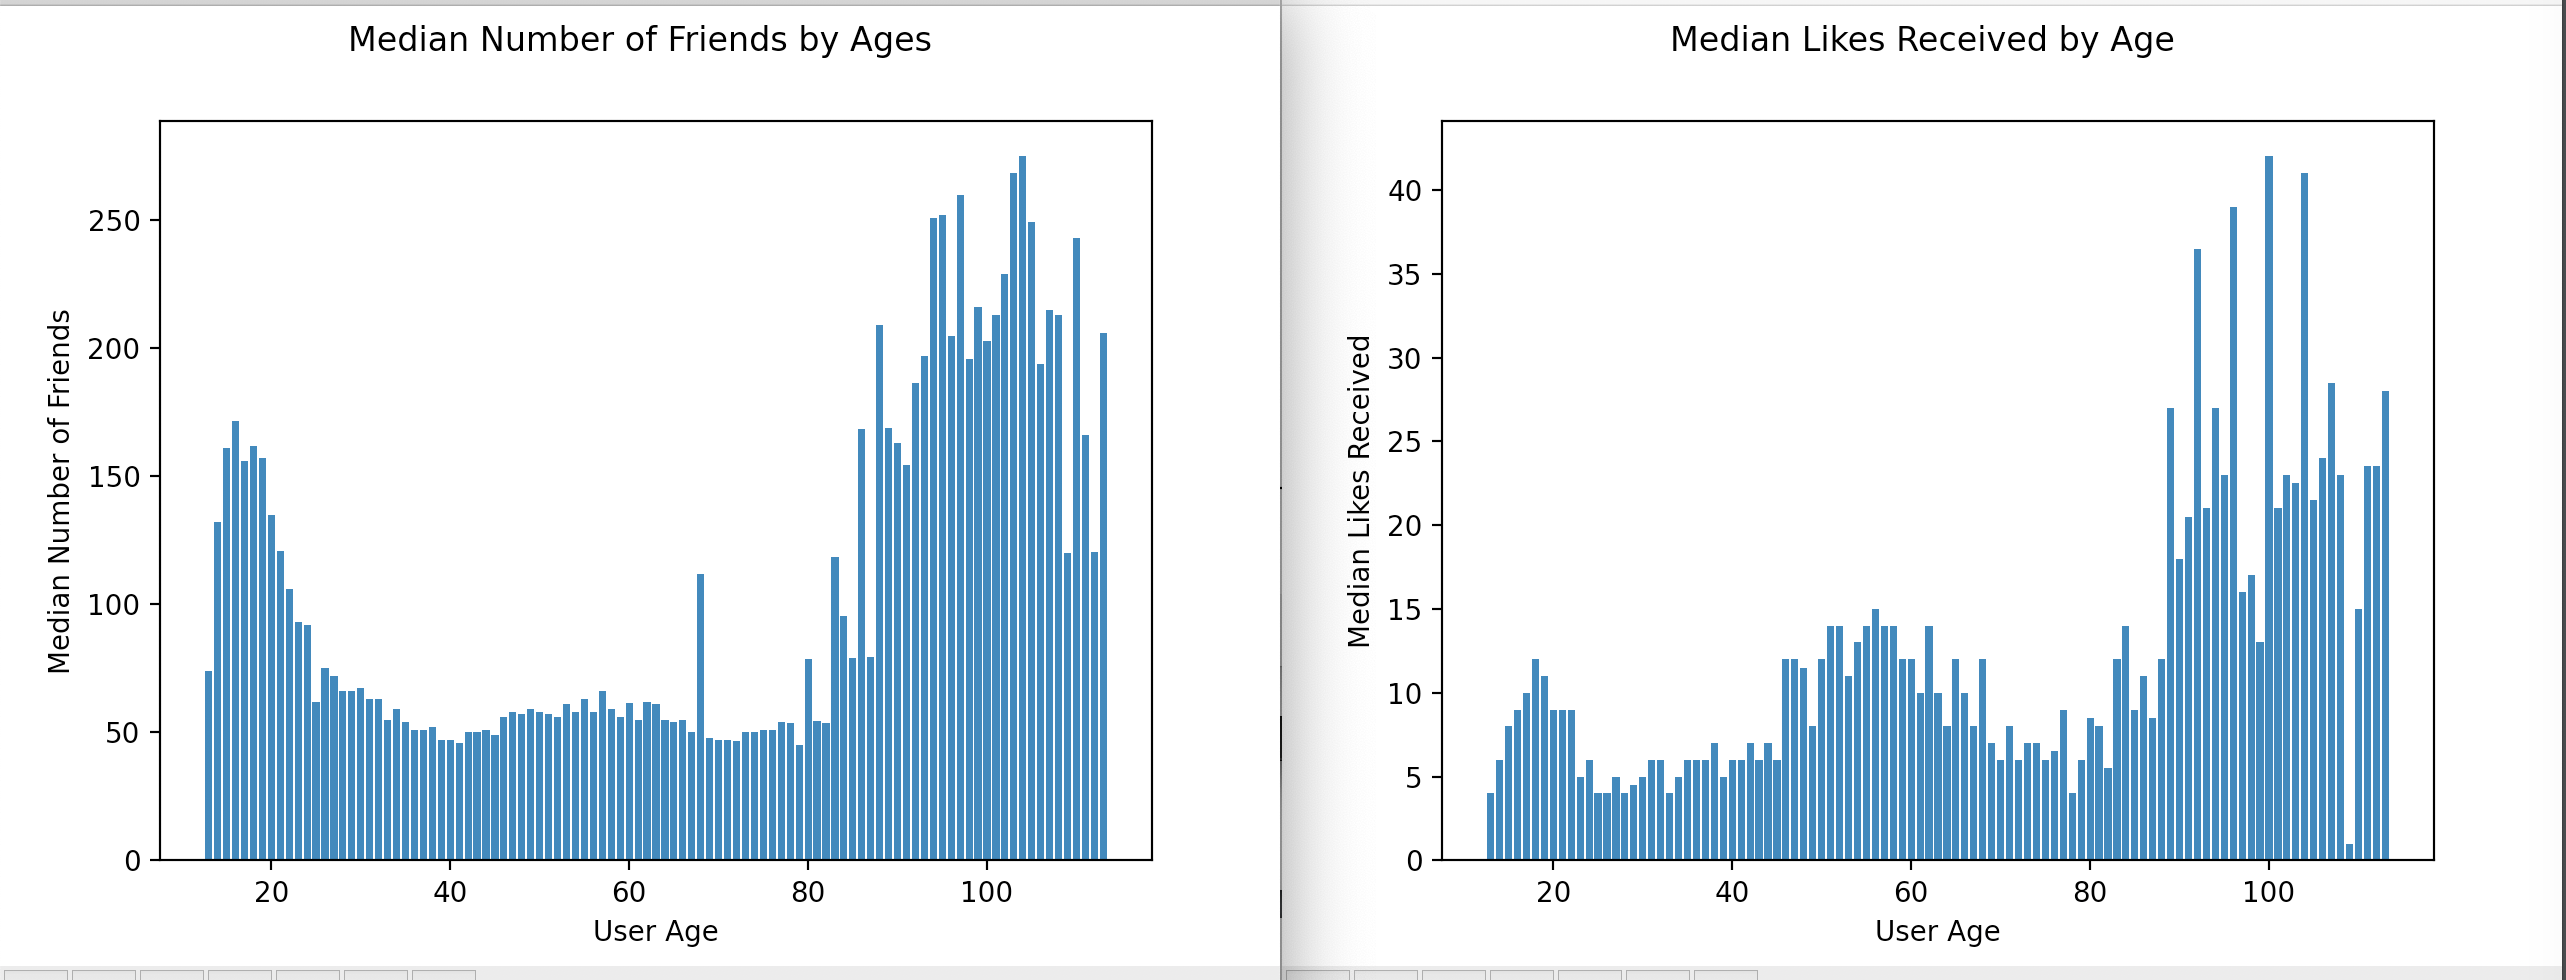 Median Number of Friends by Ages
Median Number of Friends
250
200
150
100
50
0
20 40 60 80 100
User Age
Median Likes Received by Age
Median Likes Received
40
35
30
25
20
15
10
5
0
20 40 60 80 100
User Age